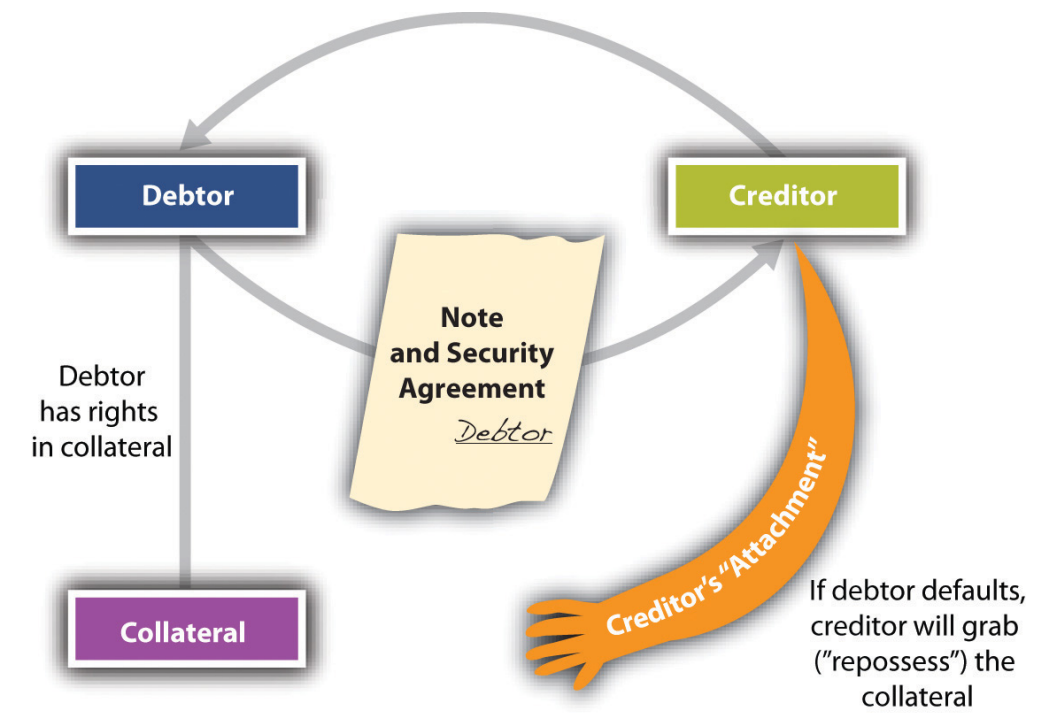 Debtor
Creditor
Note
and Security
Agreement
Debtor
Debtor
has rights
in collateral
Creditor's "Attachment"
Collateral
If debtor defaults,
creditor will grab
("repossess") the
collateral